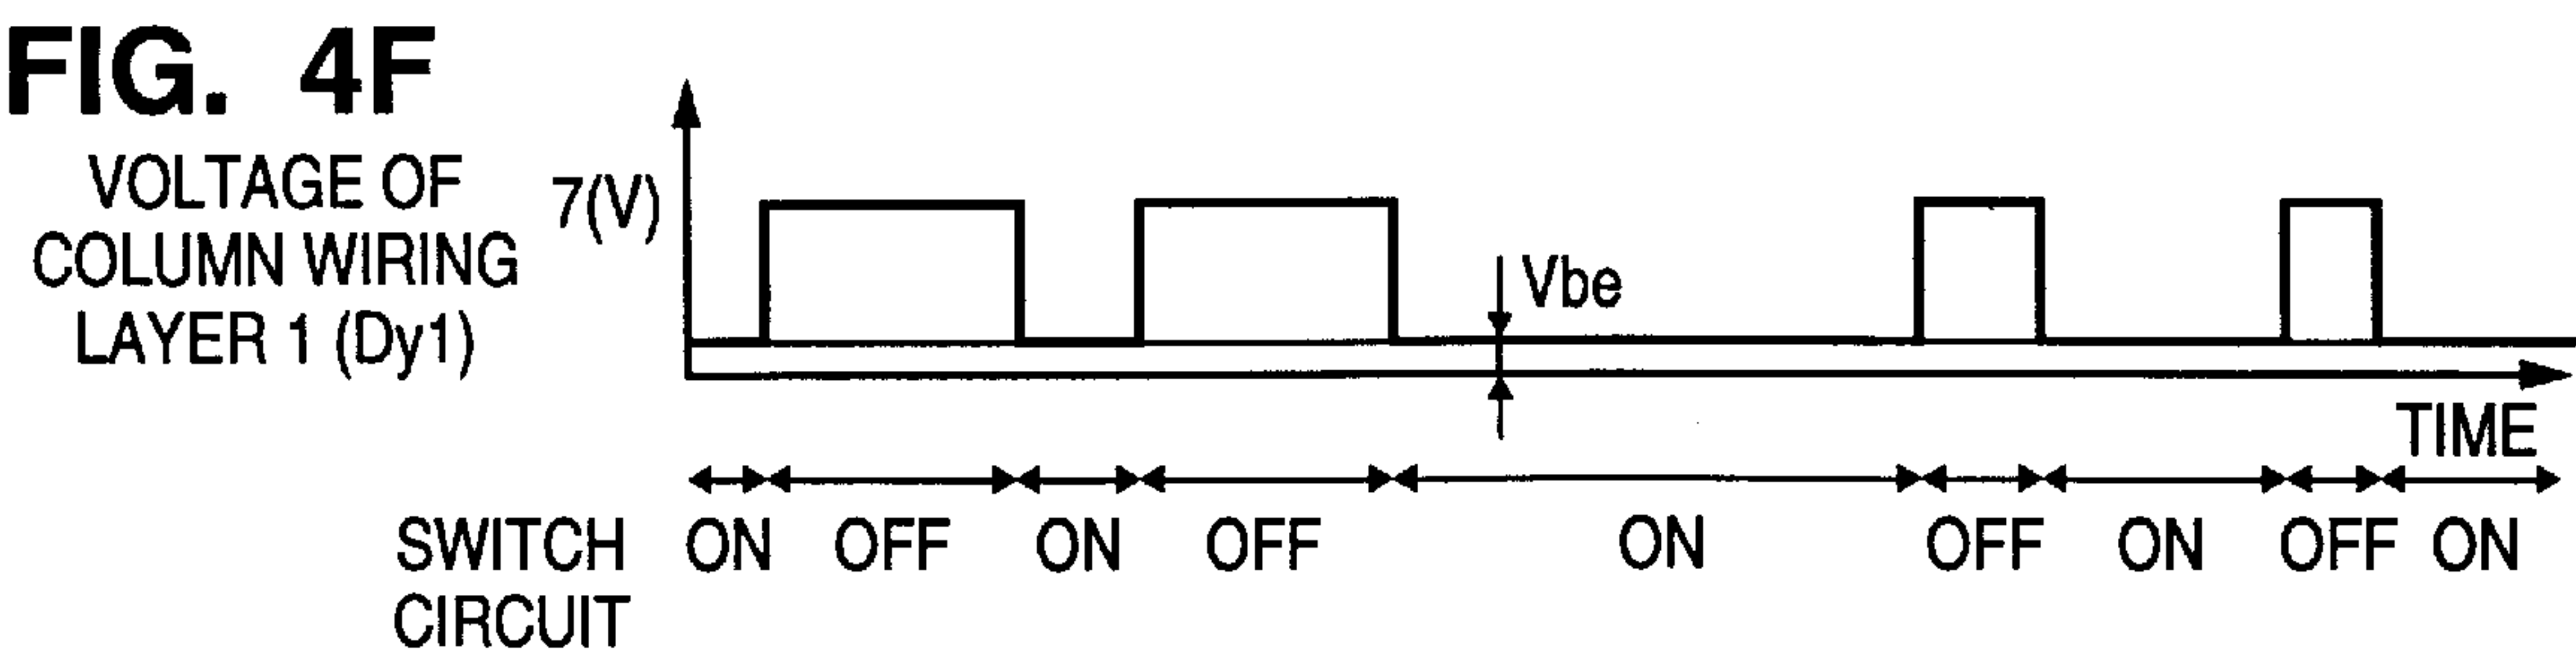 FIG. 4F
VOLTAGE OF
COLUMN WIRING
LAYER 1 (Dy1)
7(V)
Vbe
TIME
SWITCH
CIRCUIT
ON OFF ON OFF ON OFF ON OFF ON